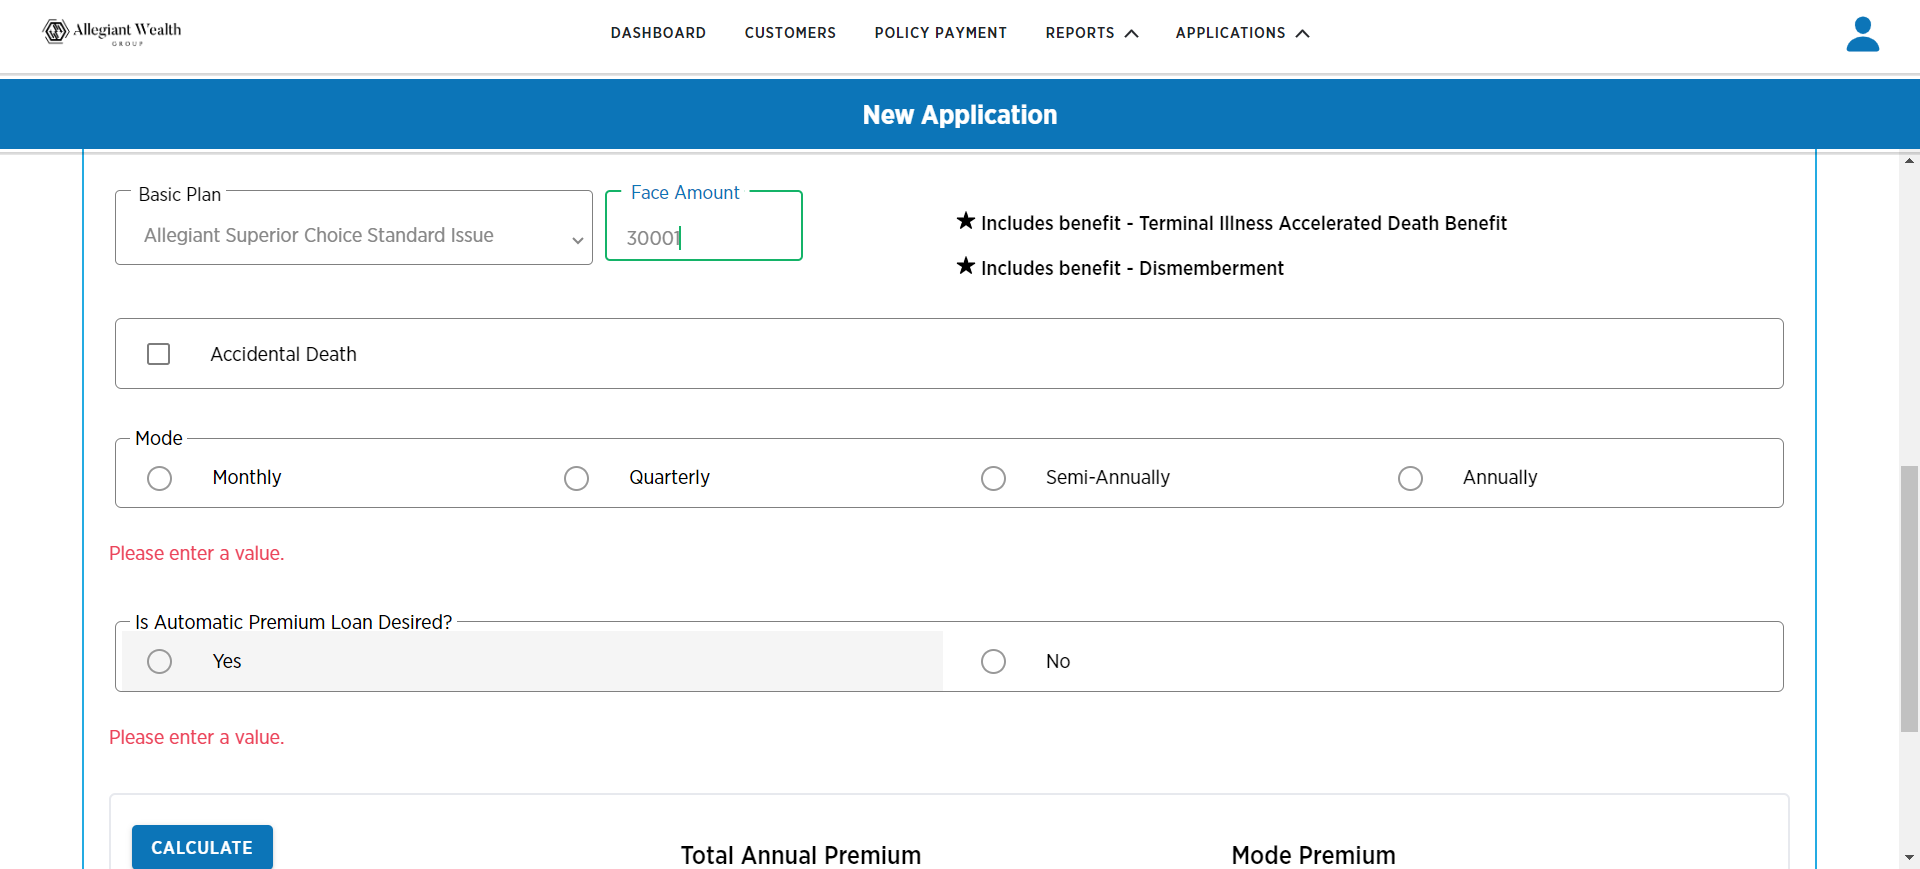 Allegiant Wealth
GROUP
DASHBOARD CUSTOMERS POLICY PAYMENT REPORTS APPLICATIONS
New Application
Basic Plan
Allegiant Superior Choice Standard Issue
Face Amount
30001
★ Includes benefit - Terminal Illness Accelerated Death Benefit
★ Includes benefit - Dismemberment
Accidental Death
Mode
Monthly Quarterly Semi-Annually Annually
Please enter a value.
Is Automatic Premium Loan Desired?
Yes No
Please enter a value.
CALCULATE Total Annual Premium Mode Premium